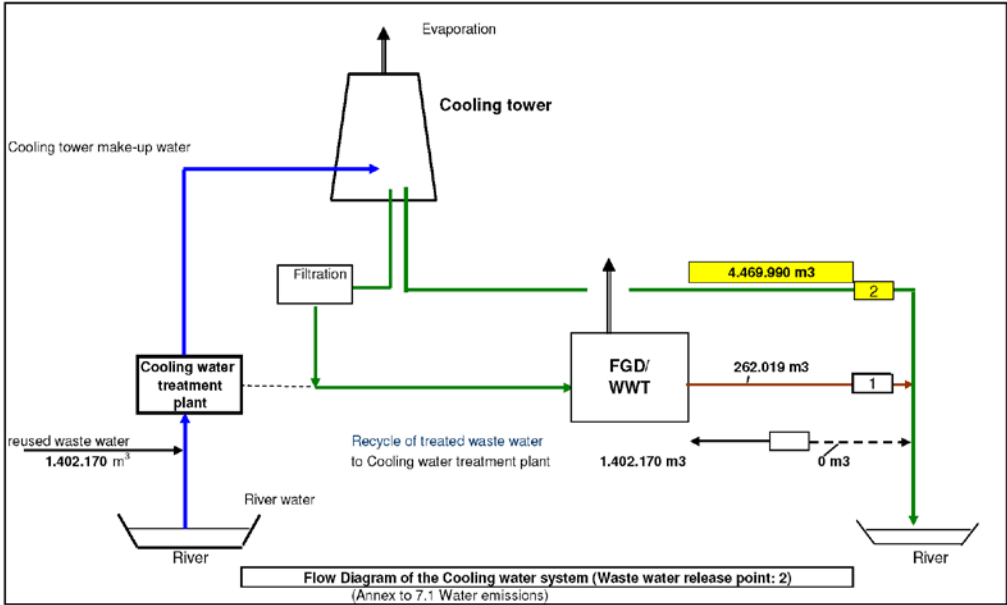 Evaporation
Cooling tower
Cooling tower make-up water
Filtration
4.469.990 m3
2
Cooling water
treatment
plant
FGD/
WWT
262.019 m3
1
reused waste water
1.402.170 m³
Recycle of treated waste water
to Cooling water treatment plant
1.402.170 m3
0 m3
River water
River
River
Flow Diagram of the Cooling water system (Waste water release point: 2)
(Annex to 7.1 Water emissions)